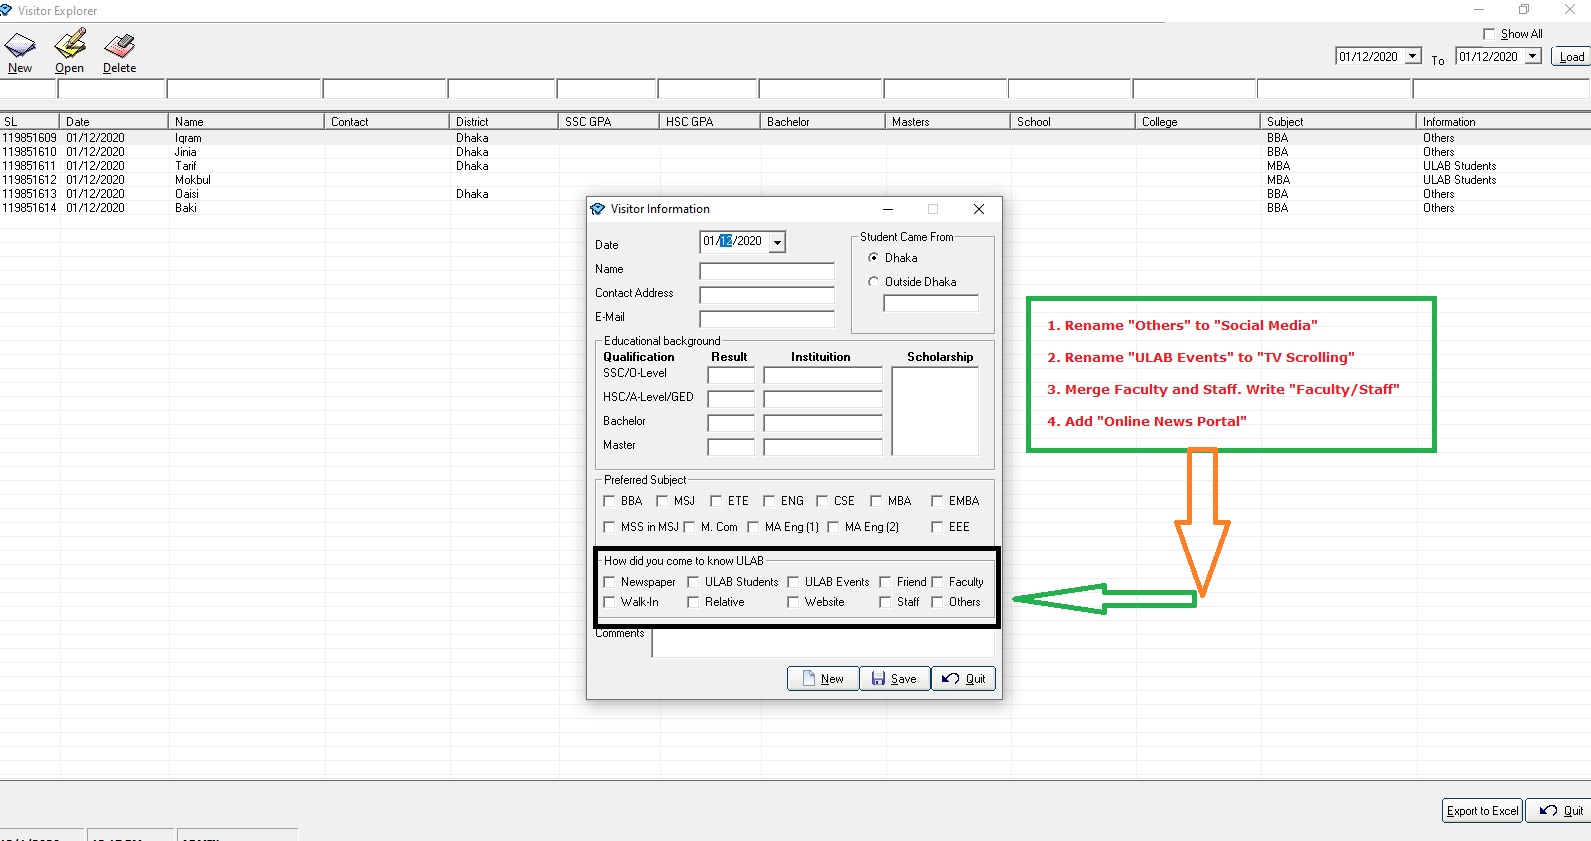 Visitor Explorer
Show All
New Open Delete
01/12/2020 To 01/12/2020 Load
SL Date Name Contact District SSC GPA HSC GPA Bachelor Masters School College Subject Information
119851609 01/12/2020 Iqram Dhaka BBA Others
119851610 01/12/2020 Jinia Dhaka BBA Others
119851611 01/12/2020 Tarif Dhaka MBA ULAB Students
119851612 01/12/2020 Mokbul MBA ULAB Students
119851613 01/12/2020 Oaisi Dhaka BBA Others
119851614 01/12/2020 Baki BBA Others
Visitor Information
Date 01/12/2020
Name
Contact Address
E-Mail
Student Came From
Dhaka
Outside Dhaka
Educational background
Qualification Result Instituition Scholarship
SSC/O-Level
HSC/A-Level/GED
Bachelor
Master
Preferred Subject
BBA MSJ ETE ENG CSE MBA EMBA
MSS in MSJ M. Com MA Eng (1) MA Eng (2) EEE
How did you come to know ULAB
Newspaper ULAB Students ULAB Events Friend Faculty
Walk-In Relative Website Staff Others
Comments
New Save Quit
1. Rename "Others" to "Social Media"
2. Rename "ULAB Events" to "TV Scrolling"
3. Merge Faculty and Staff. Write "Faculty/Staff"
4. Add "Online News Portal"
Export to Excel Quit